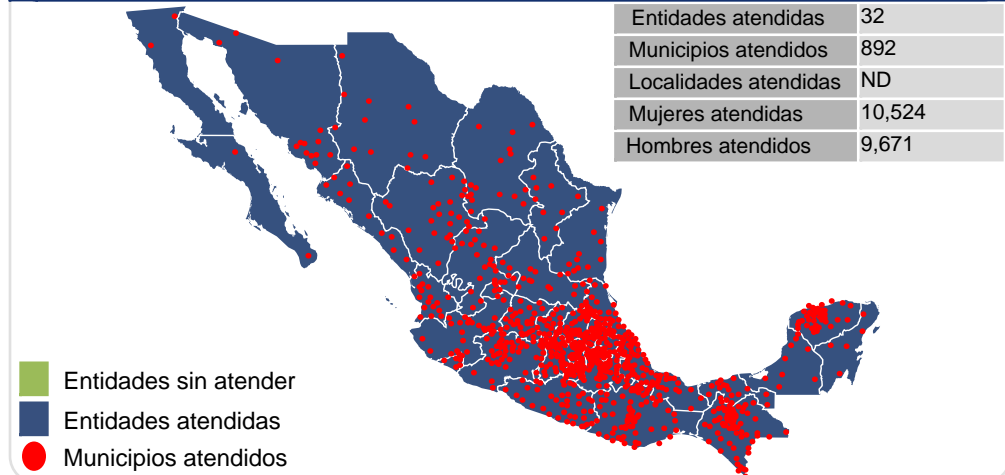 Entidades atendidas 32
Municipios atendidos 892
Localidades atendidas ND
Mujeres atendidas 10,524
Hombres atendidos 9,671
Entidades sin atender
Entidades atendidas
Municipios atendidos